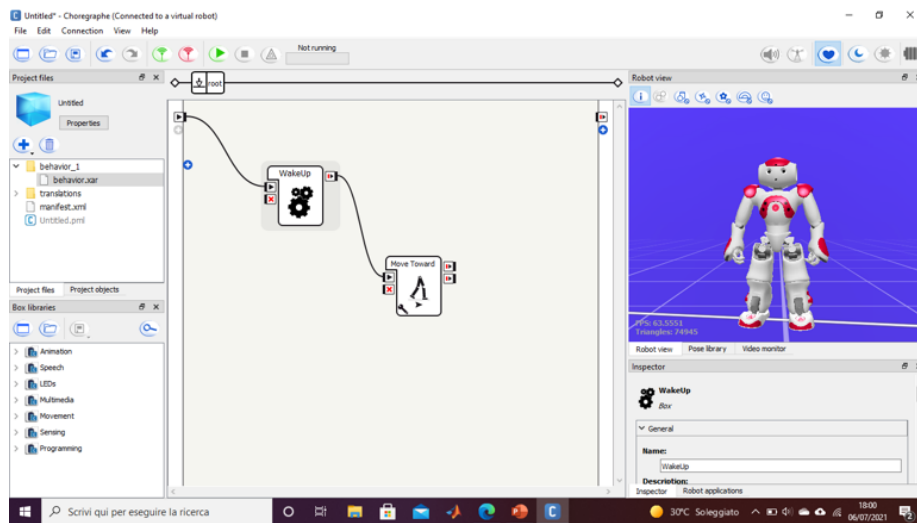 Untitled* - Choregraphe (Connected to a virtual robot)
File Edit Connection View Help
Not running
Project files
root
Robot view
Untitled
Properties
behavior_1
behavior.xar
translations
manifest.xml
Untitled.pml
WakeUp
Move Toward
Project files Project objects
Box libraries
Animation
Speech
LEDs
Multimedia
Movement
Sensing
Programming
FPS: 63.5551
Triangles: 74945
Robot view Pose library Video monitor
Inspector
WakeUp
Box
General
Name:
WakeUp
Description:
Inspector Robot applications
Scrivi qui per eseguire la ricerca
30°C Soleggiato
18:00
06/07/2021